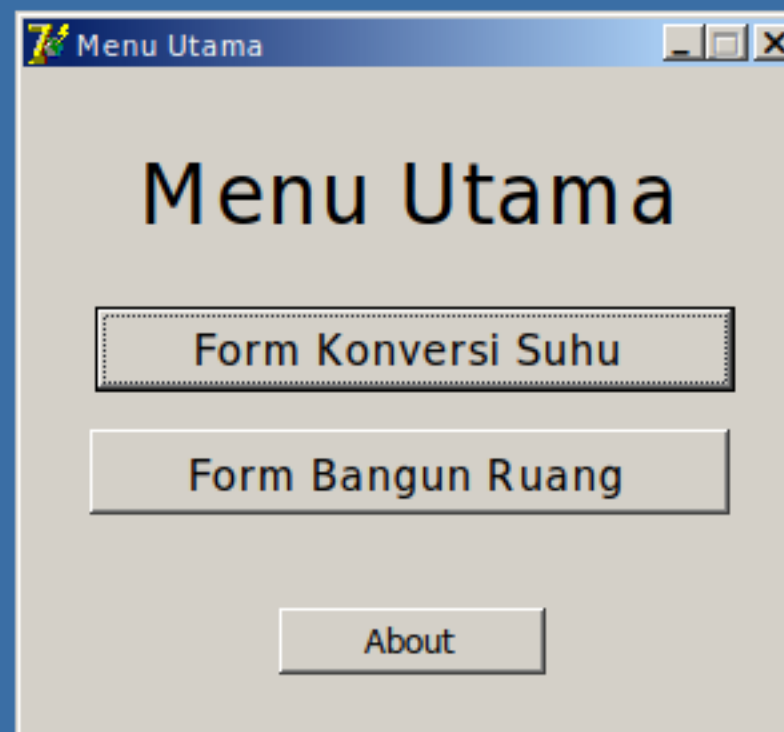 Menu Utama
Menu Utama
Form Konversi Suhu
Form Bangun Ruang
About